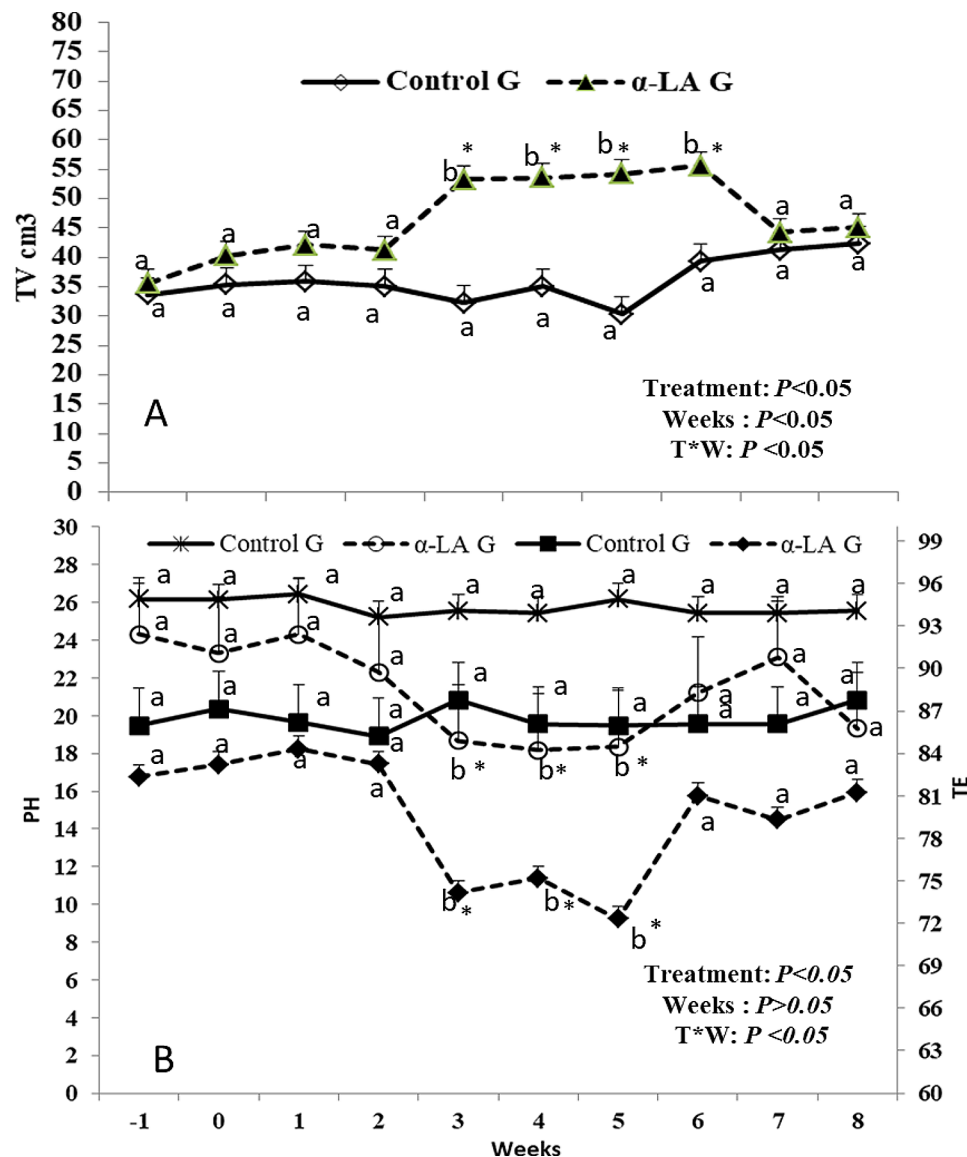 80
75
70
65
60
55
50
45
40
35
30
25
20
15
10
5
0
TV cm3
Control G α-LA G
b* b* b* b*
a a a a a a
a a a a a a a a a a
Treatment: P<0.05
Weeks : P<0.05
T*W: P <0.05
A
30
28
26
24
22
20
18
16
14
12
10
8
6
4
2
0
PH
Control G α-LA G Control G α-LA G
99
96
93
90
87
84
81
78
75
72
69
66
63
60
TE
a a a a a a a a a a
a a a a b* b* b* a a a
a a a a a a a a a a
a a a a b* b* b* a a a
Treatment: P<0.05
Weeks : P>0.05
T*W: P <0.05
B
-1 0 1 2 3 4 5 6 7 8
Weeks